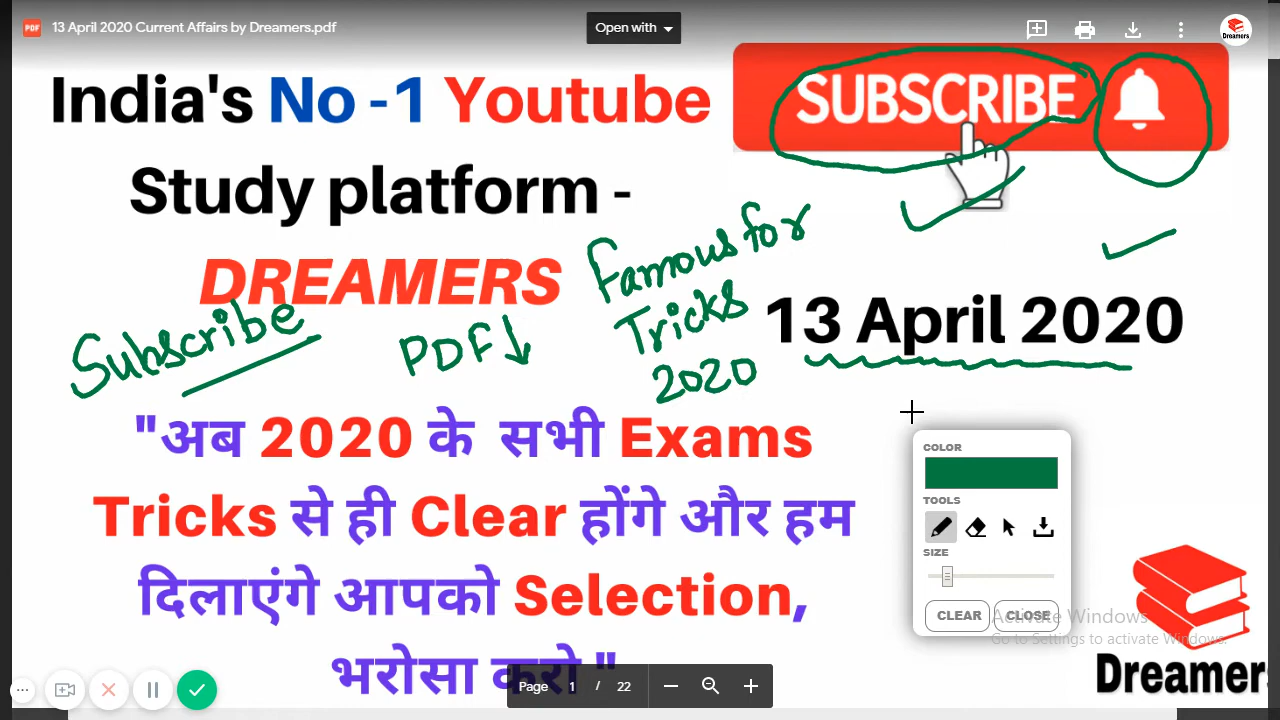 13 April 2020 Current Affairs by Dreamers.pdf
Open with
Dreamers
India's No -1 Youtube
SUBSCRIBE
Study platform -
DREAMERS
Famous for
Tricks
2020
Subscribe
PDF↓
13 April 2020
"अब 2020 के सभी Exams
Tricks से ही Clear होंगे और हम
दिलाएंगे आपको Selection,
भरोसा करो "
COLOR
TOOLS
SIZE
CLEAR
CLOSE
Activate Windows
Go to Settings to activate Windows.
Dreamer
Page 1 / 22